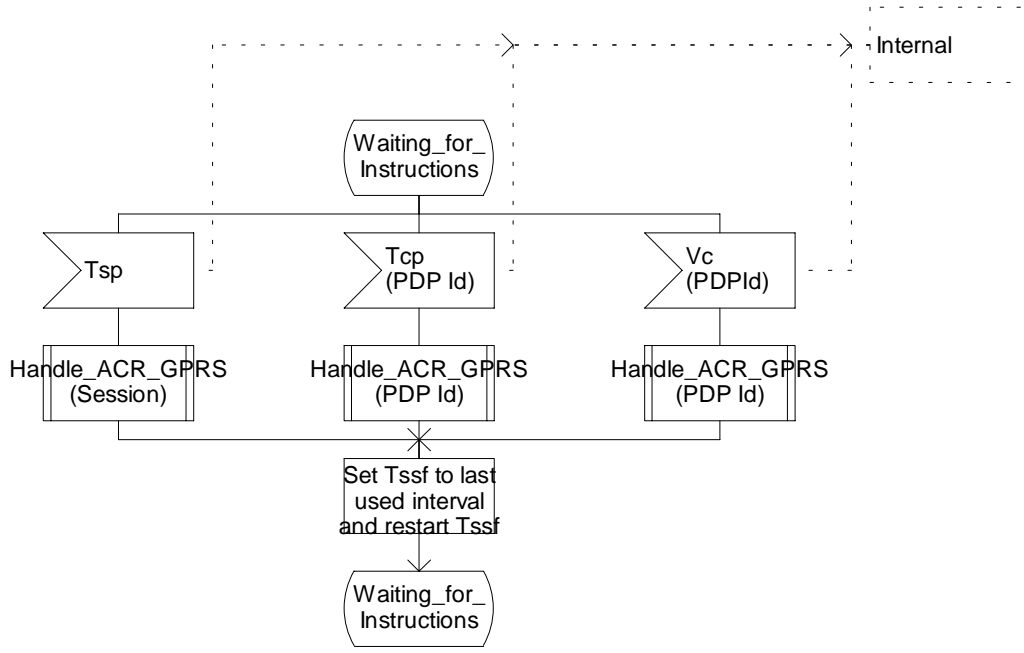 Internal
Waiting_for_
Instructions
Tsp
Tcp
(PDP Id)
Vc
(PDPId)
Handle_ACR_GPRS
(Session)
Handle_ACR_GPRS
(PDP Id)
Handle_ACR_GPRS
(PDP Id)
Set Tssf to last
used interval
and restart Tssf
Waiting_for_
Instructions